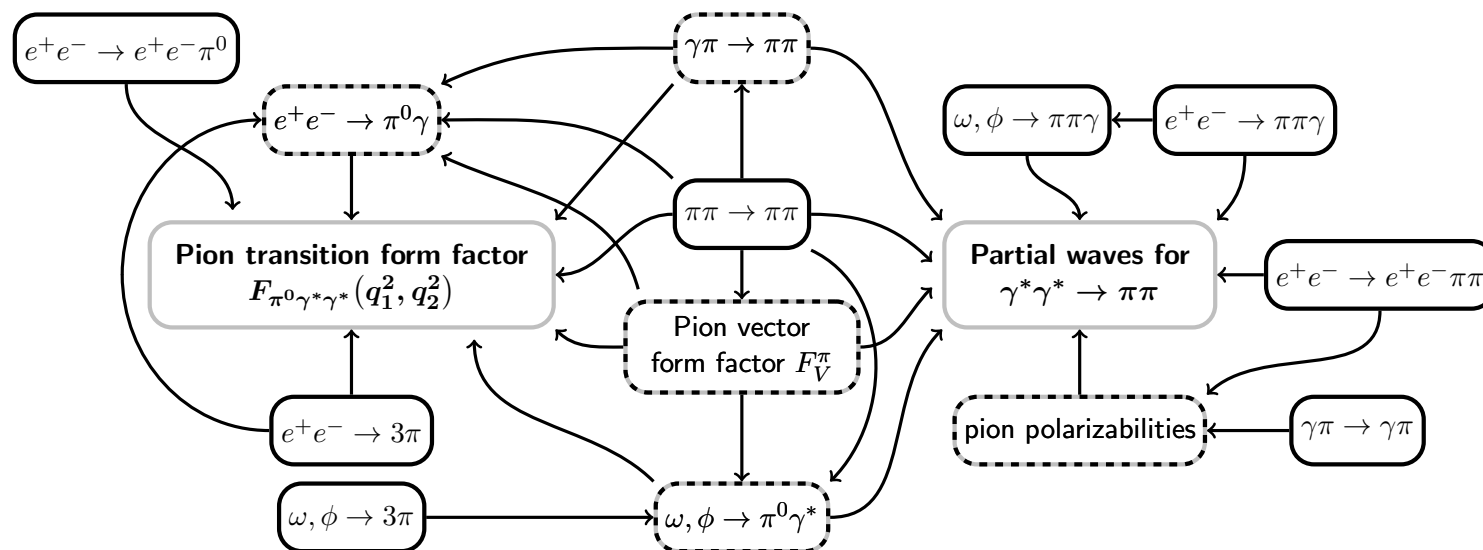 e⁺e⁻ → e⁺e⁻π⁰
γπ → ππ
e⁺e⁻ → π⁰γ
ω, ϕ → ππγ
e⁺e⁻ → ππγ
ππ → ππ
Pion transition form factor
F_{π⁰γ*γ*}(q₁², q₂²)
Partial waves for
γ*γ* → ππ
e⁺e⁻ → e⁺e⁻ππ
Pion vector
form factor F_V^π
e⁺e⁻ → 3π
pion polarizabilities
γπ → γπ
ω, ϕ → 3π
ω, ϕ → π⁰γ*